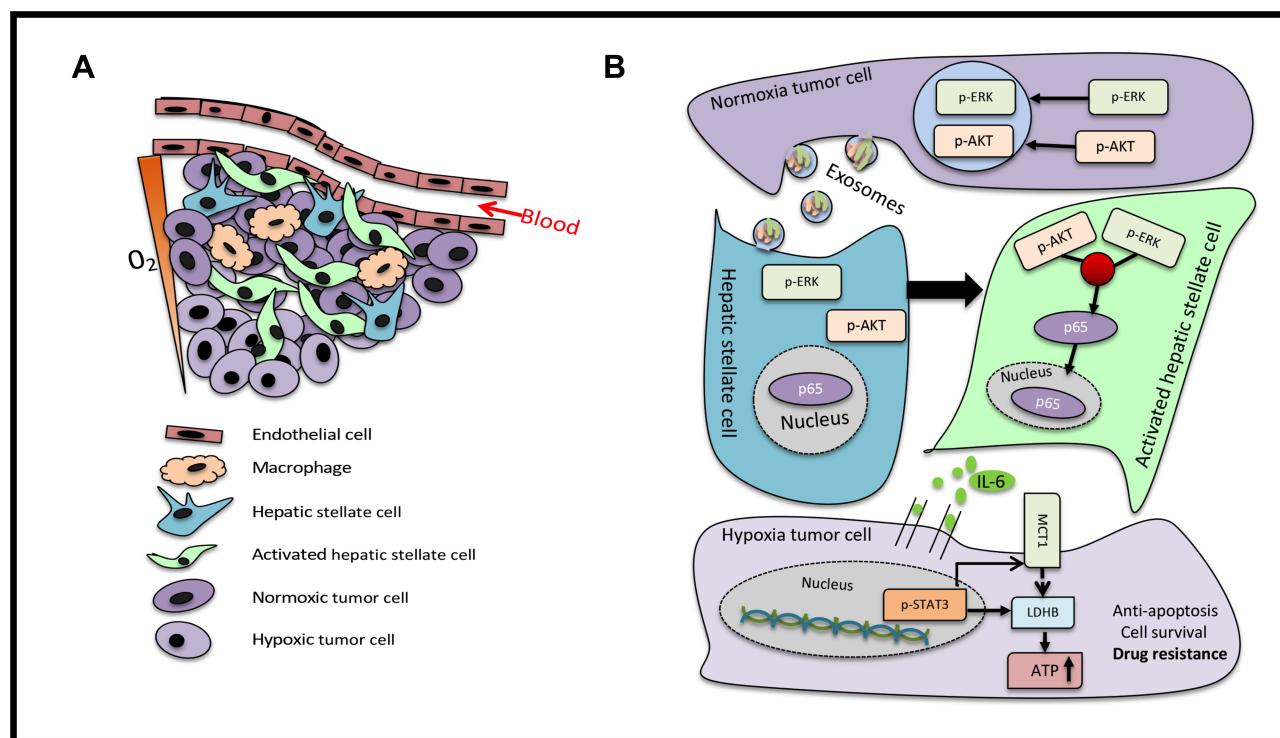 A
O2
Blood
Endothelial cell
Macrophage
Hepatic stellate cell
Activated hepatic stellate cell
Normoxic tumor cell
Hypoxic tumor cell
B
Normoxia tumor cell
p-ERK
p-ERK
p-AKT
p-AKT
Exosomes
Hepatic stellate cell
p-ERK
p-AKT
p65
Nucleus
Activated hepatic stellate cell
p-AKT
p-ERK
p65
Nucleus
p65
IL-6
Hypoxia tumor cell
MCT1
Nucleus
p-STAT3
LDHB
ATP
Anti-apoptosis
Cell survival
Drug resistance